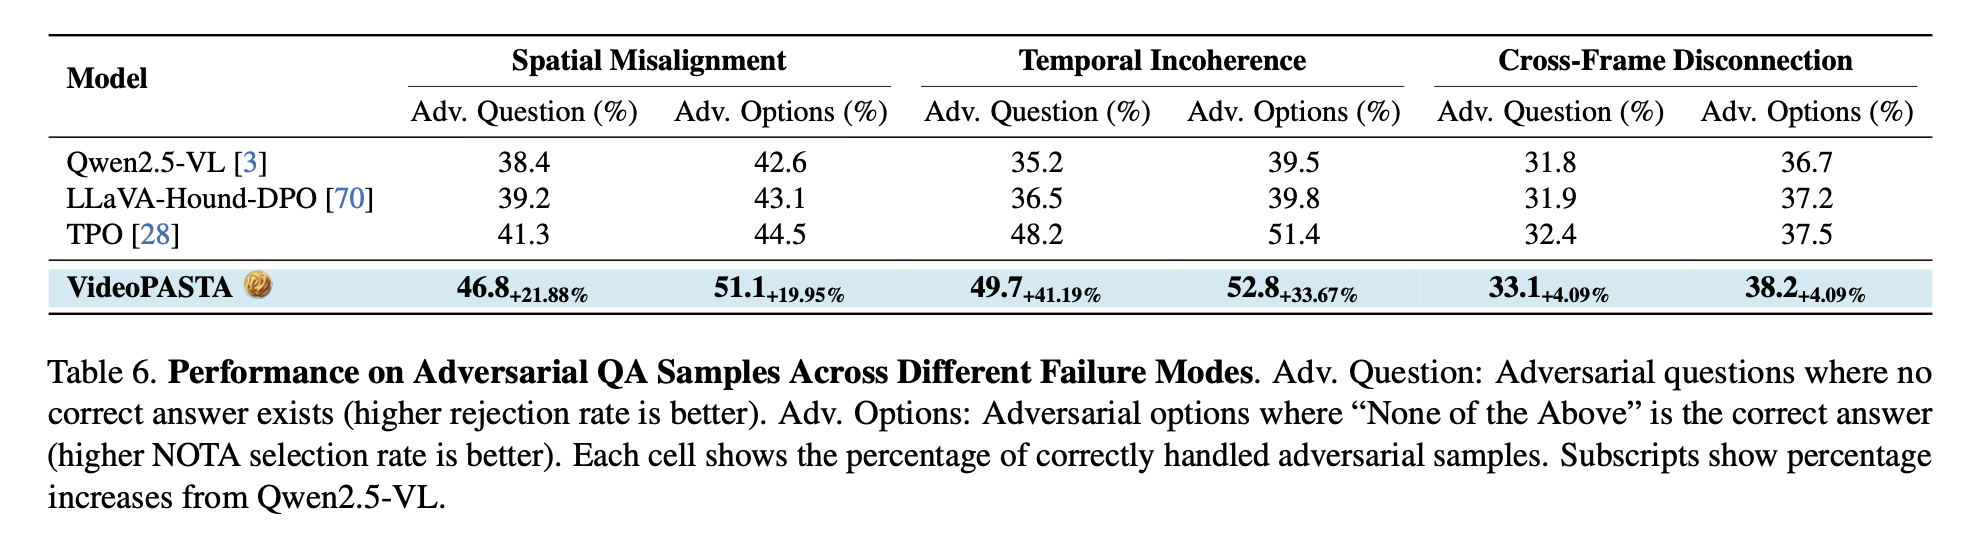 Model Spatial Misalignment Temporal Incoherence Cross-Frame Disconnection
Adv. Question (%) Adv. Options (%) Adv. Question (%) Adv. Options (%) Adv. Question (%) Adv. Options (%)
Qwen2.5-VL [3] 38.4 42.6 35.2 39.5 31.8 36.7
LLaVA-Hound-DPO [70] 39.2 43.1 36.5 39.8 31.9 37.2
TPO [28] 41.3 44.5 48.2 51.4 32.4 37.5
VideoPASTA 46.8+21.88% 51.1+19.95% 49.7+41.19% 52.8+33.67% 33.1+4.09% 38.2+4.09%
Table 6. Performance on Adversarial QA Samples Across Different Failure Modes. Adv. Question: Adversarial questions where no
correct answer exists (higher rejection rate is better). Adv. Options: Adversarial options where “None of the Above” is the correct answer
(higher NOTA selection rate is better). Each cell shows the percentage of correctly handled adversarial samples. Subscripts show percentage
increases from Qwen2.5-VL.